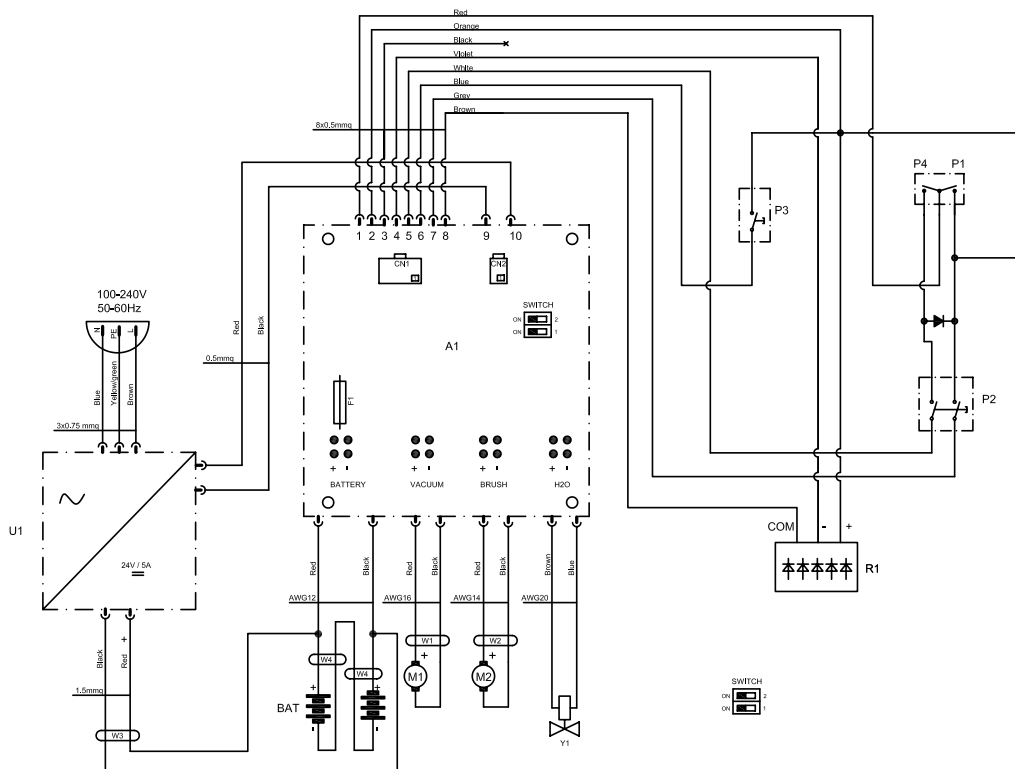 Red
Orange
Black
Violet
White
Blue
Grey
Brown
8x0.5mmq
P4 P1
P3
1 2 3 4 5 6 7 8 9 10
CN1 CN2
100-240V
50-60Hz
N PE L
Red
Black
SWITCH
ON 2
ON 1
A1
0.5mmq
Blue
Yellow/green
Brown
F1
P2
3x0.75 mmq
+ - + - + - + -
BATTERY VACUUM BRUSH H2O
U1
24V / 5A
COM - +
R1
Red Black Red Black Red Black Brown Blue
AWG12 AWG16 AWG14 AWG20
Black
+
Red
W1 W2
W4
W4
+ +
M1 M2
SWITCH
ON 2
ON 1
1.5mmq
+ +
BAT
- -
W3
Y1